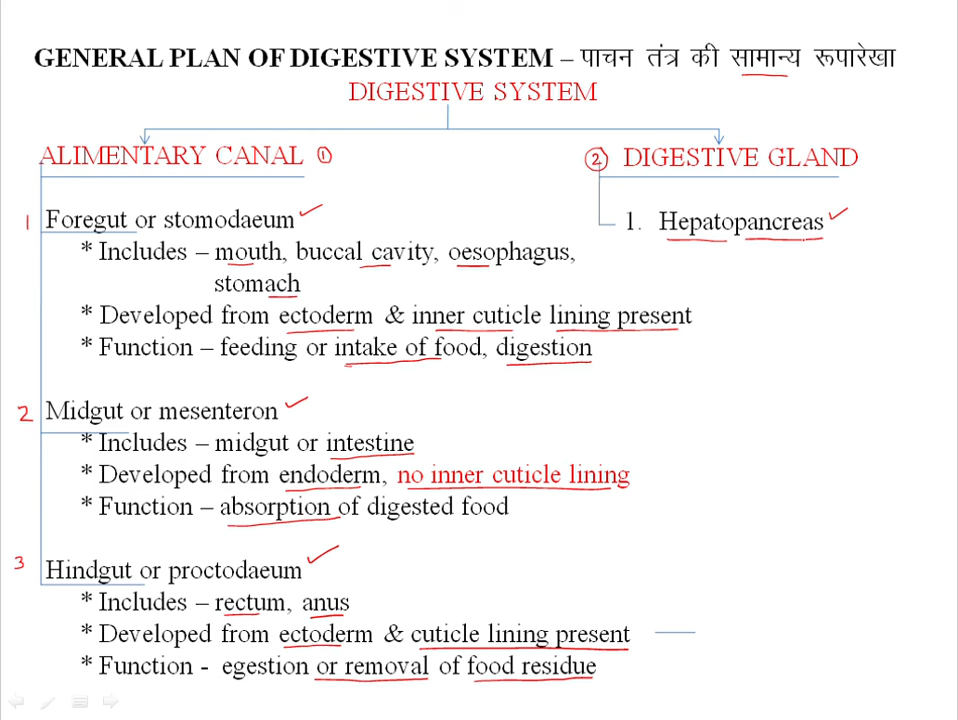 GENERAL PLAN OF DIGESTIVE SYSTEM – पाचन तंत्र की सामान्य रूपारेखा
DIGESTIVE SYSTEM
ALIMENTARY CANAL ①
② DIGESTIVE GLAND
1 Foregut or stomodaeum
1. Hepatopancreas
* Includes – mouth, buccal cavity, oesophagus,
stomach
* Developed from ectoderm & inner cuticle lining present
* Function – feeding or intake of food, digestion
2 Midgut or mesenteron
* Includes – midgut or intestine
* Developed from endoderm, no inner cuticle lining
* Function – absorption of digested food
3 Hindgut or proctodaeum
* Includes – rectum, anus
* Developed from ectoderm & cuticle lining present
* Function - egestion or removal of food residue